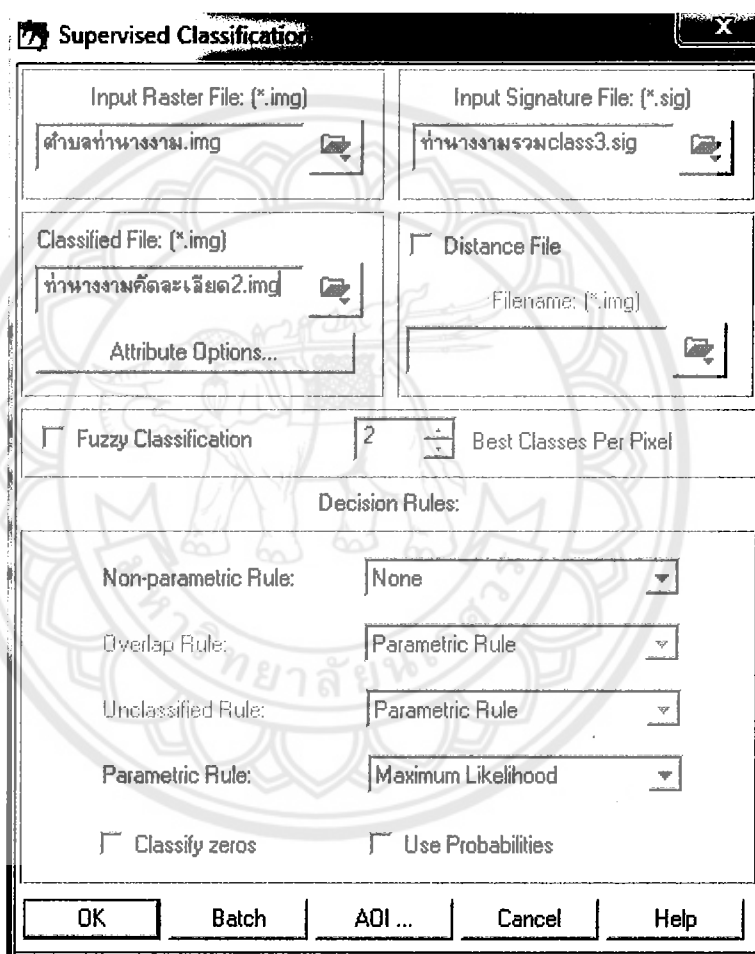 Supervised Classification
Input Raster File: (*.img)
Input Signature File: (*.sig)
ตำบลท่านางงาม.img
ท่านางงามรวมclass3.sig
Classified File: (*.img)
Distance File
ท่านางงามคัดละเลียด2.img
Filename: (*.img)
Attribute Options...
Fuzzy Classification
2
Best Classes Per Pixel
Decision Rules:
Non-parametric Rule:
None
Overlap Rule:
Parametric Rule
Unclassified Rule:
Parametric Rule
Parametric Rule:
Maximum Likelihood
Classify zeros
Use Probabilities
OK
Batch
AOI ...
Cancel
Help